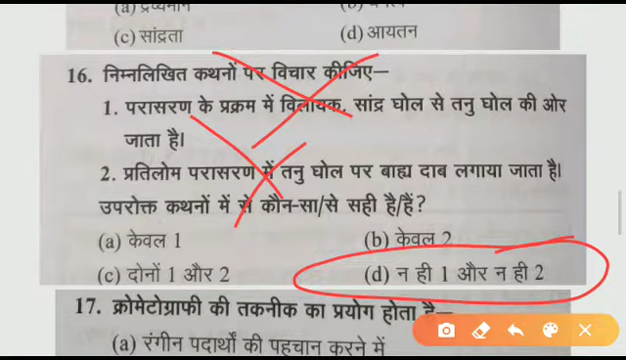 (a) द्रव्यमान
(c) सांद्रता (d) आयतन
16. निम्नलिखित कथनों पर विचार कीजिए—
1. परासरण के प्रक्रम में विलायक, सांद्र घोल से तनु घोल की ओर
जाता है।
2. प्रतिलोम परासरण में तनु घोल पर बाह्य दाब लगाया जाता है।
उपरोक्त कथनों में से कौन-सा/से सही है/हैं?
(a) केवल 1 (b) केवल 2
(c) दोनों 1 और 2 (d) न ही 1 और न ही 2
17. क्रोमेटोग्राफी की तकनीक का प्रयोग होता है—
(a) रंगीन पदार्थों की पहचान करने में